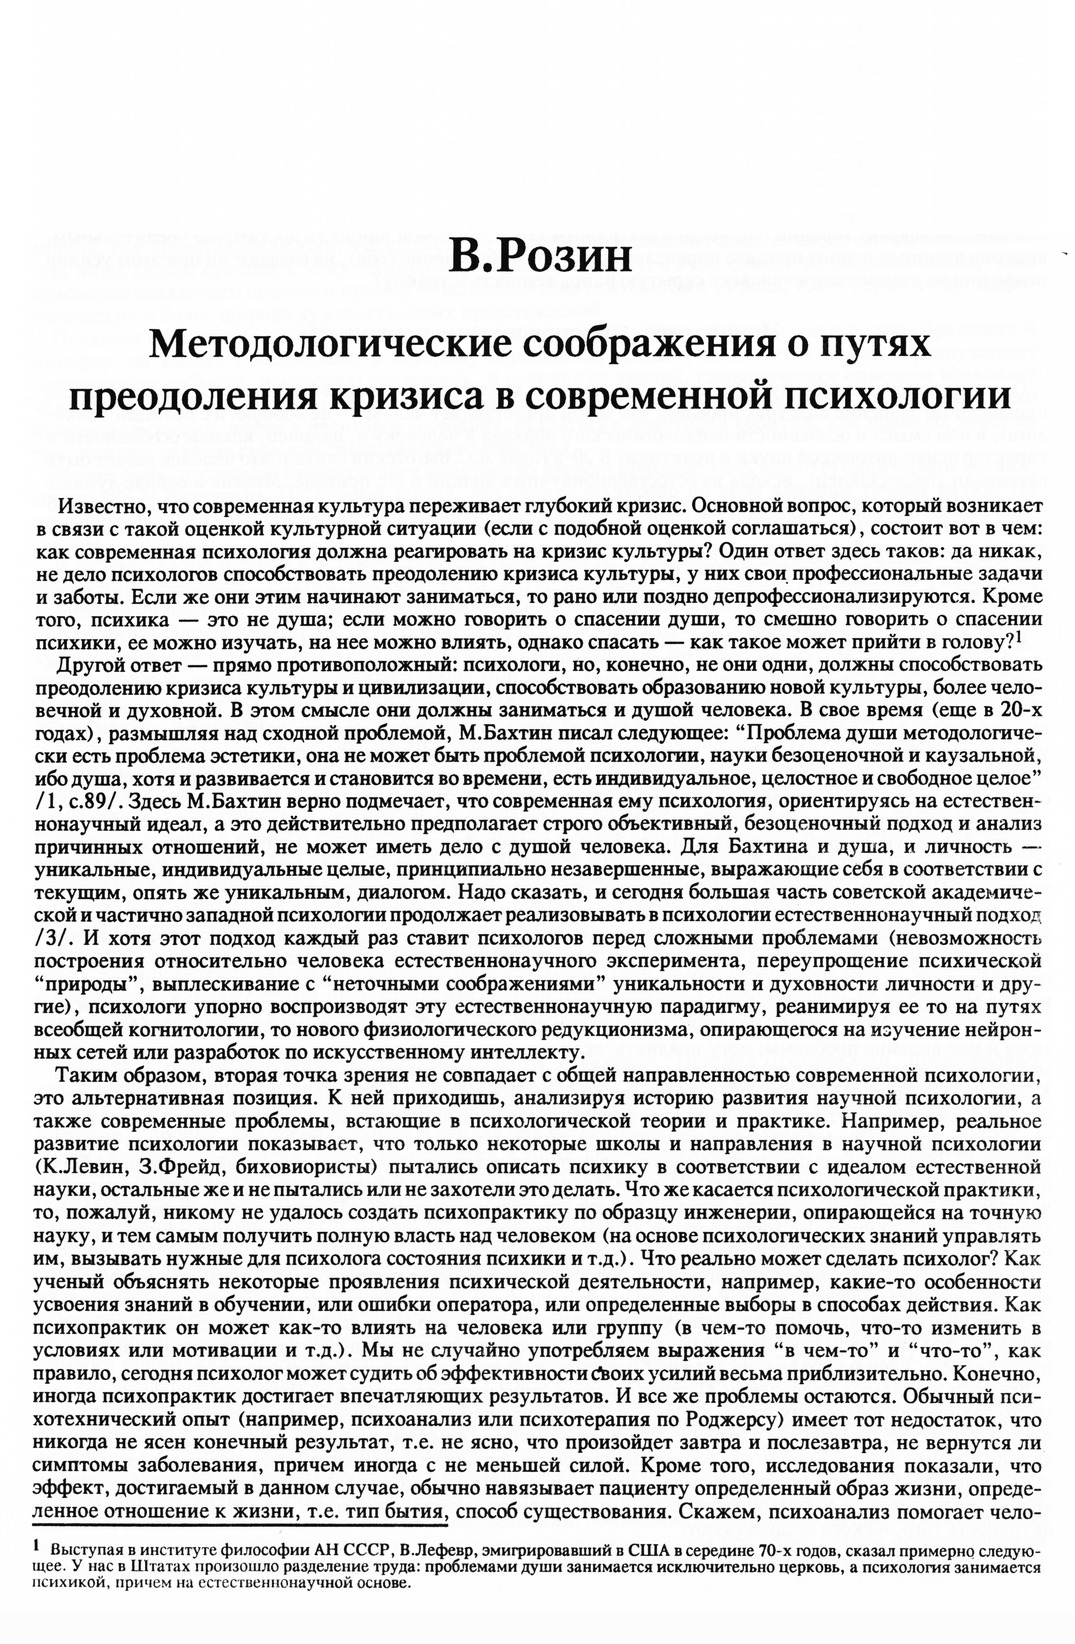 В.Розин
Методологические соображения о путях
преодоления кризиса в современной психологии
Известно, что современная культура переживает глубокий кризис. Основной вопрос, который возникает
в связи с такой оценкой культурной ситуации (если с подобной оценкой соглашаться), состоит вот в чем:
как современная психология должна реагировать на кризис культуры? Один ответ здесь таков: да никак,
не дело психологов способствовать преодолению кризиса культуры, у них свои профессиональные задачи
и заботы. Если же они этим начинают заниматься, то рано или поздно депрофессионализируются. Кроме
того, психика — это не душа; если можно говорить о спасении души, то смешно говорить о спасении
психики, ее можно изучать, на нее можно влиять, однако спасать — как такое может прийти в голову?¹
Другой ответ — прямо противоположный: психологи, но, конечно, не они одни, должны способствовать
преодолению кризиса культуры и цивилизации, способствовать образованию новой культуры, более чело-
вечной и духовной. В этом смысле они должны заниматься и душой человека. В свое время (еще в 20-х
годах), размышляя над сходной проблемой, М.Бахтин писал следующее: “Проблема души методологиче-
ски есть проблема эстетики, она не может быть проблемой психологии, науки безоценочной и каузальной,
ибо душа, хотя и развивается и становится во времени, есть индивидуальное, целостное и свободное целое”
/1, с.89/. Здесь М.Бахтин верно подмечает, что современная ему психология, ориентируясь на естествен-
нонаучный идеал, а это действительно предполагает строго объективный, безоценочный подход и анализ
причинных отношений, не может иметь дело с душой человека. Для Бахтина и душа, и личность —
уникальные, индивидуальные целые, принципиально незавершенные, выражающие себя в соответствии с
текущим, опять же уникальным, диалогом. Надо сказать, и сегодня большая часть советской академиче-
ской и частично западной психологии продолжает реализовывать в психологии естественнонаучный подход
/3/. И хотя этот подход каждый раз ставит психологов перед сложными проблемами (невозможность
построения относительно человека естественнонаучного эксперимента, переупрощение психической
“природы”, выплескивание с “неточными соображениями” уникальности и духовности личности и дру-
гие), психологи упорно воспроизводят эту естественнонаучную парадигму, реанимируя ее то на путях
всеобщей когнитологии, то нового физиологического редукционизма, опирающегося на изучение нейрон-
ных сетей или разработок по искусственному интеллекту.
Таким образом, вторая точка зрения не совпадает с общей направленностью современной психологии,
это альтернативная позиция. К ней приходишь, анализируя историю развития научной психологии, а
также современные проблемы, встающие в психологической теории и практике. Например, реальное
развитие психологии показывает, что только некоторые школы и направления в научной психологии
(К.Левин, З.Фрейд, биховиористы) пытались описать психику в соответствии с идеалом естественной
науки, остальные же и не пытались или не захотели это делать. Что же касается психологической практики,
то, пожалуй, никому не удалось создать психопрактику по образцу инженерии, опирающейся на точную
науку, и тем самым получить полную власть над человеком (на основе психологических знаний управлять
им, вызывать нужные для психолога состояния психики и т.д.). Что реально может сделать психолог? Как
ученый объяснять некоторые проявления психической деятельности, например, какие-то особенности
усвоения знаний в обучении, или ошибки оператора, или определенные выборы в способах действия. Как
психопрактик он может как-то влиять на человека или группу (в чем-то помочь, что-то изменить в
условиях или мотивации и т.д.). Мы не случайно употребляем выражения “в чем-то” и “что-то”, как
правило, сегодня психолог может судить об эффективности своих усилий весьма приблизительно. Конечно,
иногда психопрактик достигает впечатляющих результатов. И все же проблемы остаются. Обычный пси-
хотехнический опыт (например, психоанализ или психотерапия по Роджерсу) имеет тот недостаток, что
никогда не ясен конечный результат, т.е. не ясно, что произойдет завтра и послезавтра, не вернутся ли
симптомы заболевания, причем иногда с не меньшей силой. Кроме того, исследования показали, что
эффект, достигаемый в данном случае, обычно навязывает пациенту определенный образ жизни, опреде-
ленное отношение к жизни, т.е. тип бытия, способ существования. Скажем, психоанализ помогает чело-
¹ Выступая в институте философии АН СССР, В.Лефевр, эмигрировавший в США в середине 70-х годов, сказал примерно следую-
щее. У нас в Штатах произошло разделение труда: проблемами души занимается исключительно церковь, а психология занимается
психикой, причем на естественнонаучной основе.